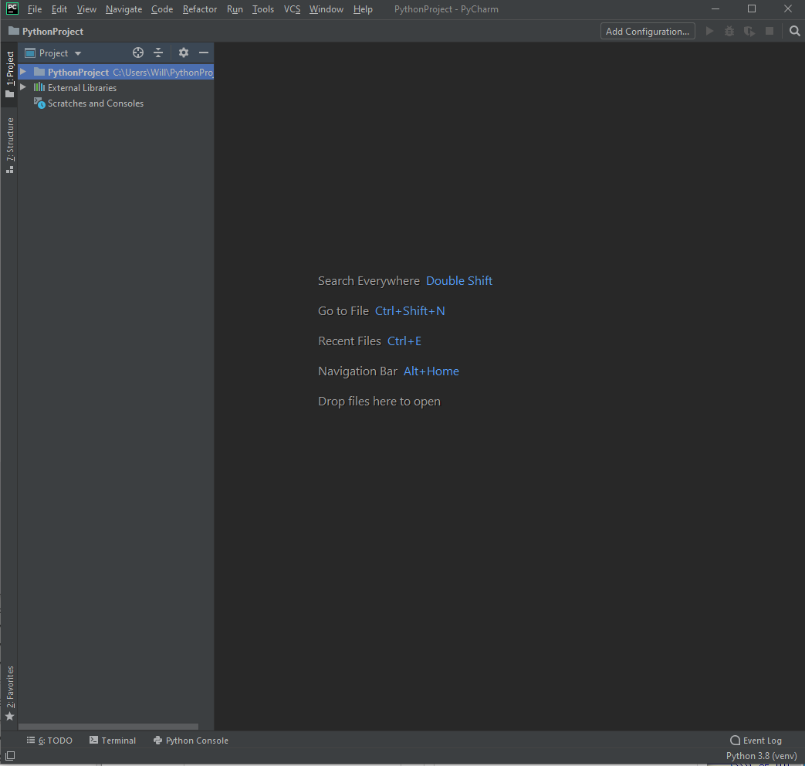 PC File Edit View Navigate Code Refactor Run Tools VCS Window Help PythonProject - PyCharm
PythonProject Add Configuration...
1: Project
Project
PythonProject C:\Users\Will\PythonProj
External Libraries
Scratches and Consoles
7: Structure
Search Everywhere Double Shift
Go to File Ctrl+Shift+N
Recent Files Ctrl+E
Navigation Bar Alt+Home
Drop files here to open
2: Favorites
6: TODO Terminal Python Console Event Log
Python 3.8 (venv)